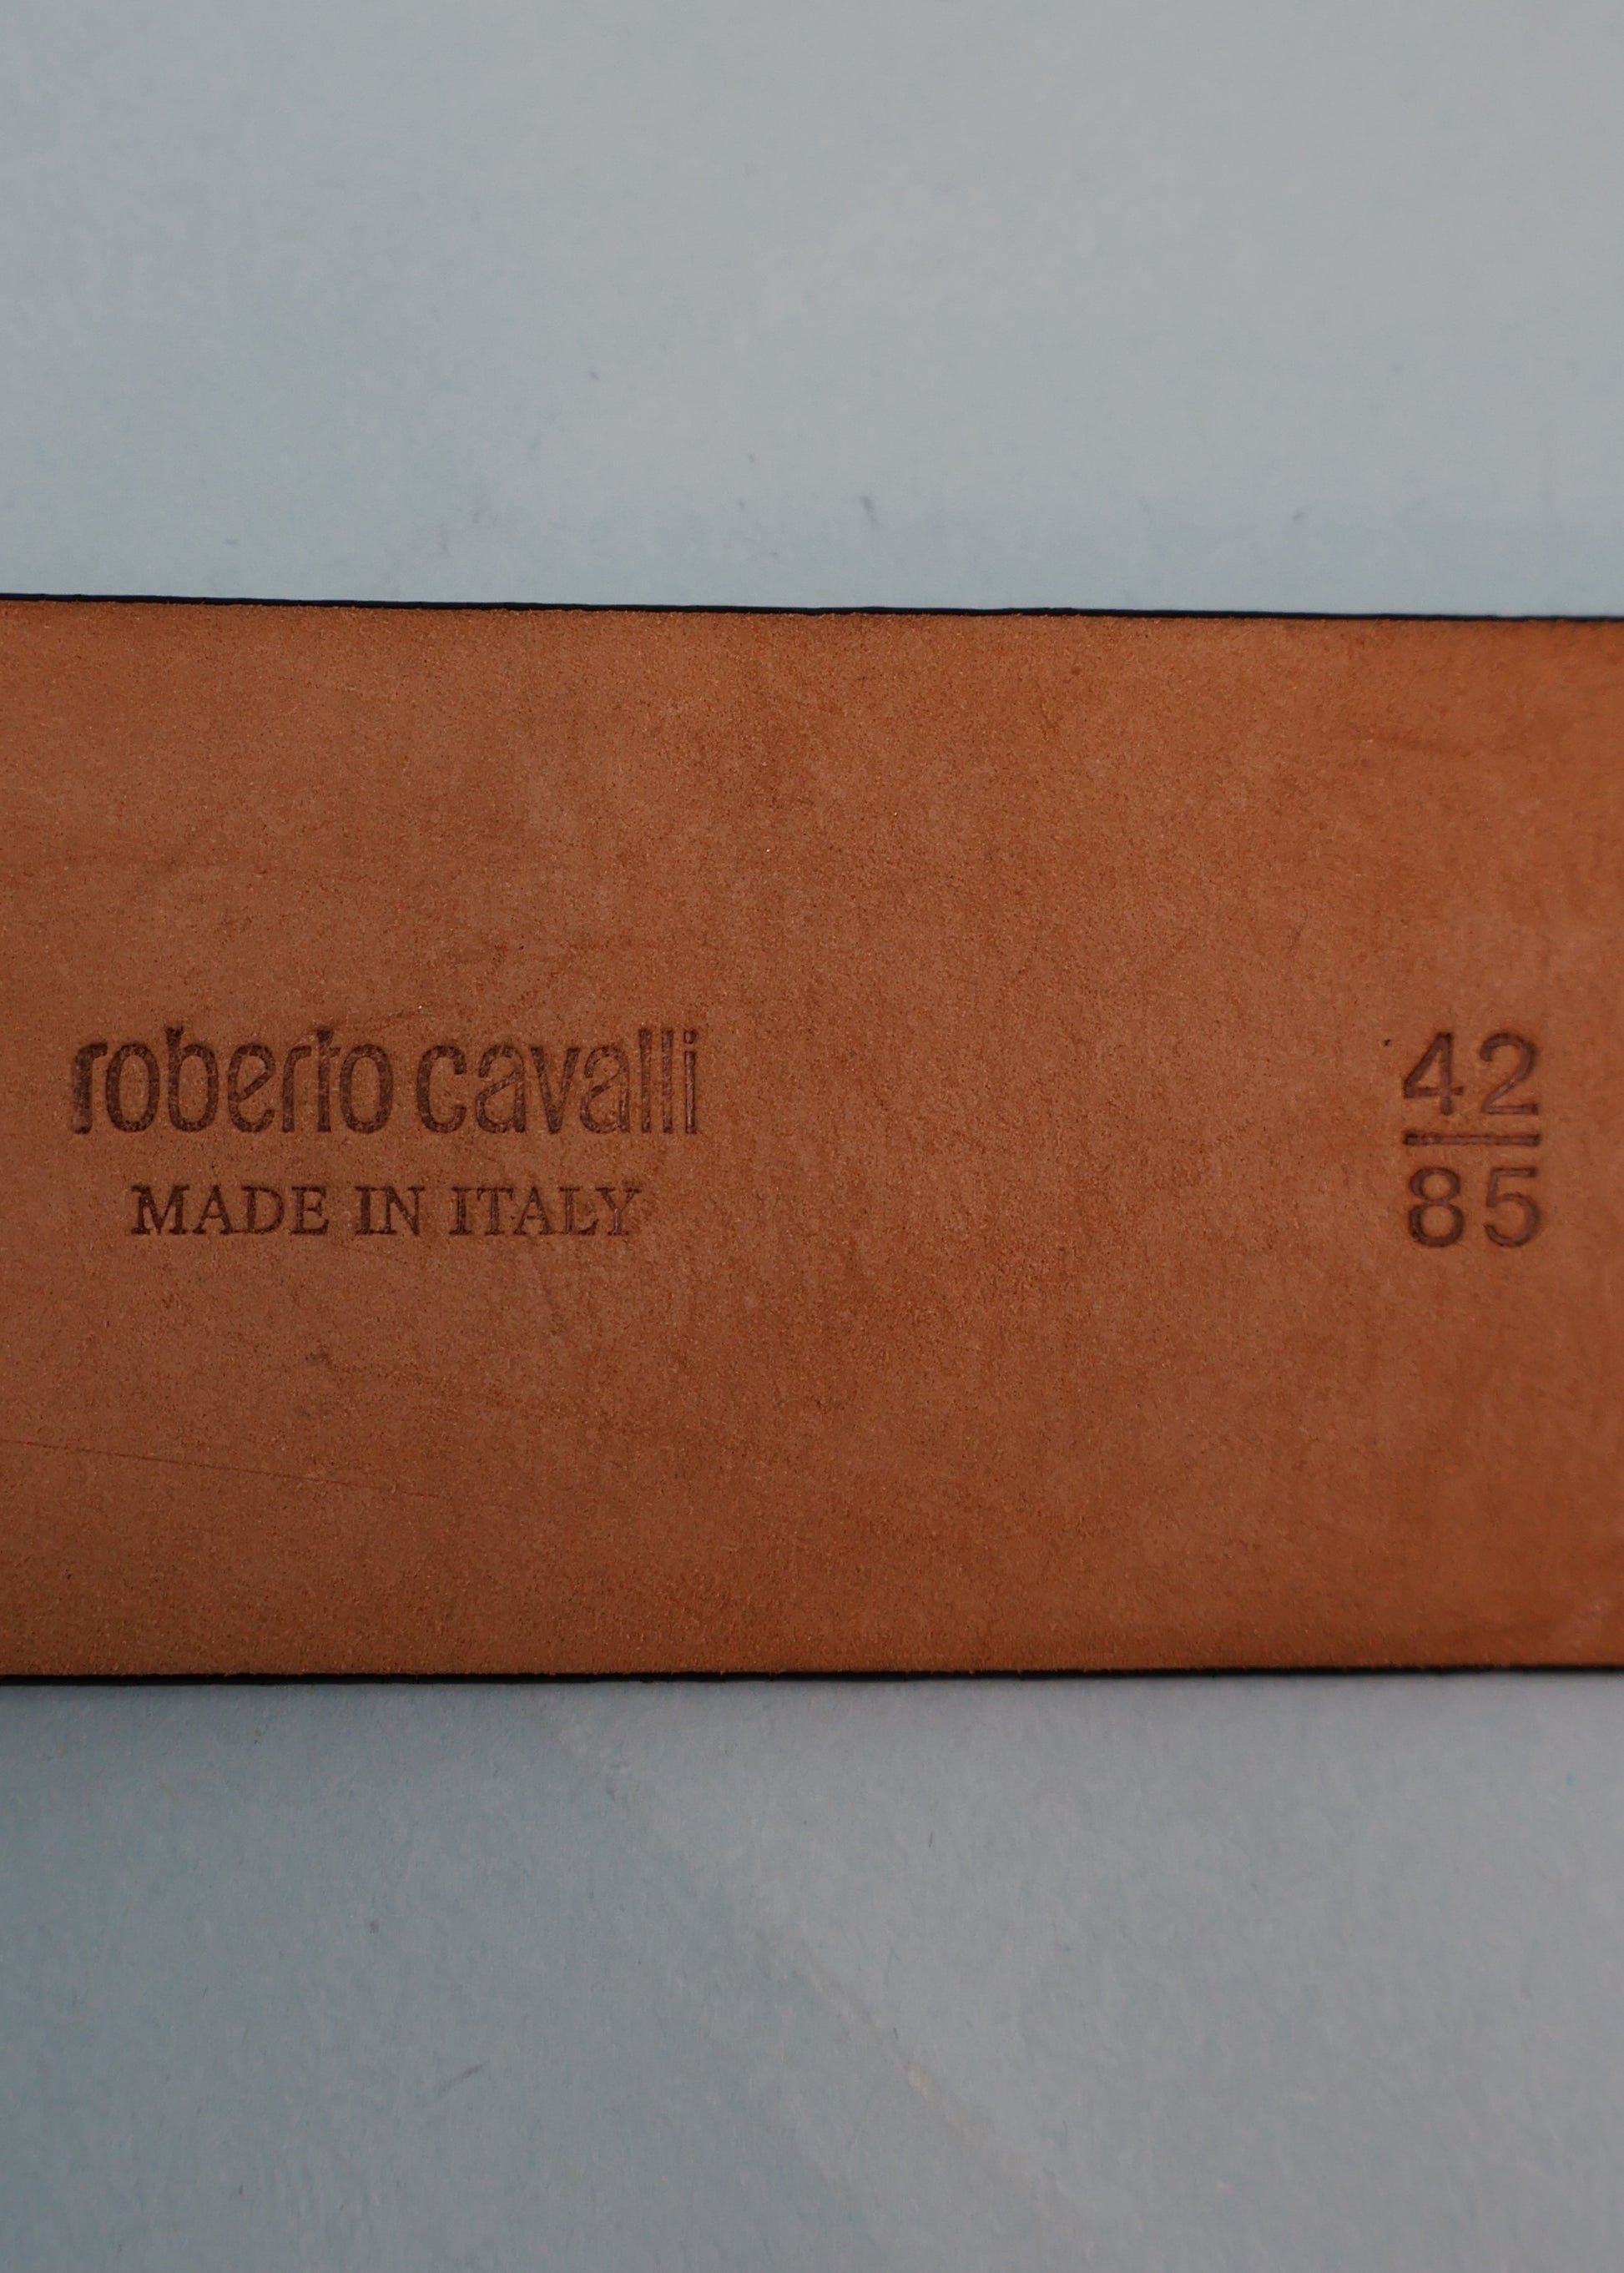 roberto cavalli
MADE IN ITALY
42
85